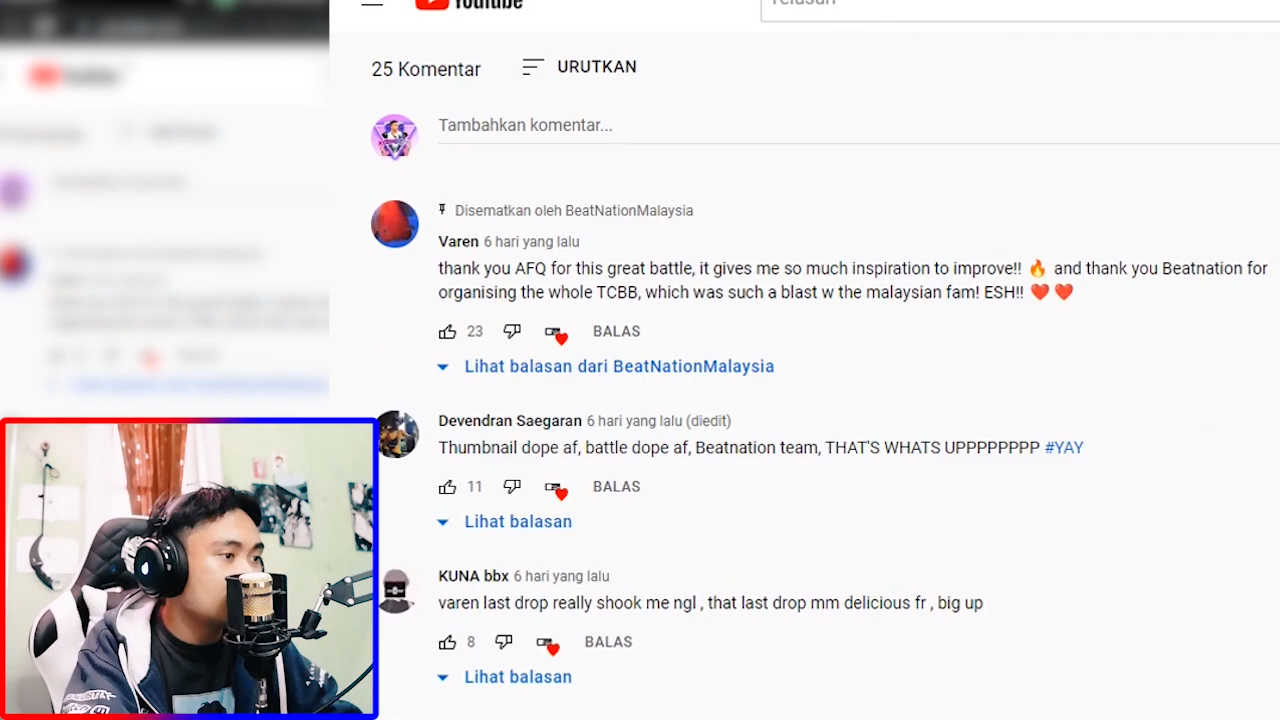 YouTube
Telusuri
25 Komentar
URUTKAN
Tambahkan komentar...
Disematkan oleh BeatNationMalaysia
Varen 6 hari yang lalu
thank you AFQ for this great battle, it gives me so much inspiration to improve!! 🔥 and thank you Beatnation for
organising the whole TCBB, which was such a blast w the malaysian fam! ESH!! ❤️ ❤️
23 BALAS
Lihat balasan dari BeatNationMalaysia
Devendran Saegaran 6 hari yang lalu (diedit)
Thumbnail dope af, battle dope af, Beatnation team, THAT'S WHATS UPPPPPPPP #YAY
11 BALAS
Lihat balasan
KUNA bbx 6 hari yang lalu
varen last drop really shook me ngl , that last drop mm delicious fr , big up
8 BALAS
Lihat balasan